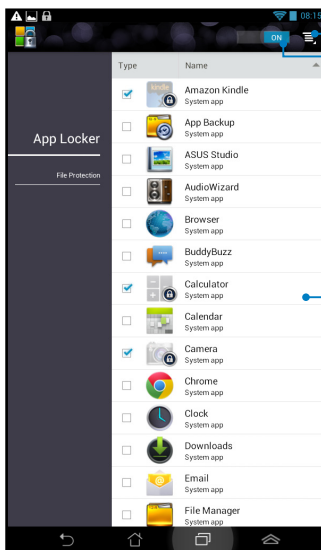 08:15
ON
App Locker
File Protection
Type Name
Amazon Kindle
System app
App Backup
System app
ASUS Studio
System app
AudioWizard
System app
Browser
System app
BuddyBuzz
System app
Calculator
System app
Calendar
System app
Camera
System app
Chrome
System app
Clock
System app
Downloads
System app
Email
System app
File Manager
System app